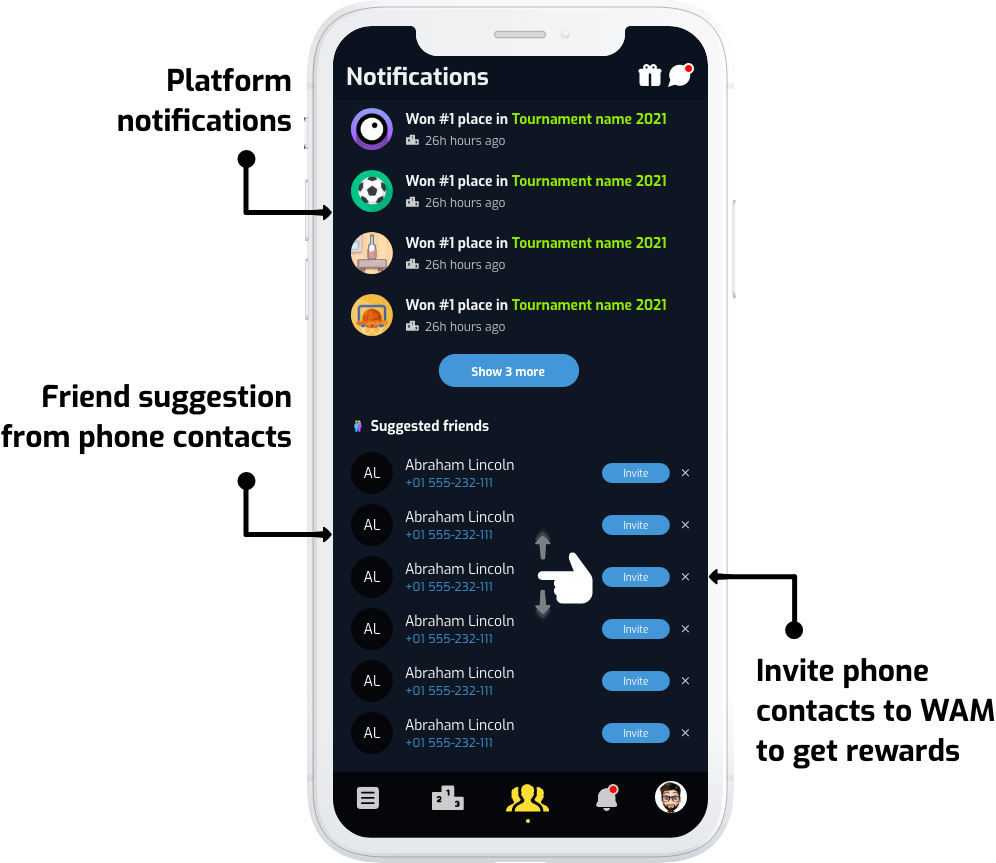 Platform
notifications
Notifications
Won #1 place in Tournament name 2021
26h hours ago
Won #1 place in Tournament name 2021
26h hours ago
Won #1 place in Tournament name 2021
26h hours ago
Won #1 place in Tournament name 2021
26h hours ago
Show 3 more
Friend suggestion
from phone contacts
Suggested friends
AL Abraham Lincoln Invite ×
+01 555-232-111
AL Abraham Lincoln Invite ×
+01 555-232-111
AL Abraham Lincoln Invite ×
+01 555-232-111
AL Abraham Lincoln Invite ×
+01 555-232-111
AL Abraham Lincoln Invite ×
+01 555-232-111
AL Abraham Lincoln Invite ×
+01 555-232-111
Invite phone
contacts to WAM
to get rewards
2 1 3